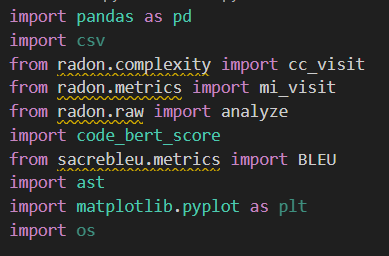 import pandas as pd
import csv
from radon.complexity import cc_visit
from radon.metrics import mi_visit
from radon.raw import analyze
import code_bert_score
from sacrebleu.metrics import BLEU
import ast
import matplotlib.pyplot as plt
import os